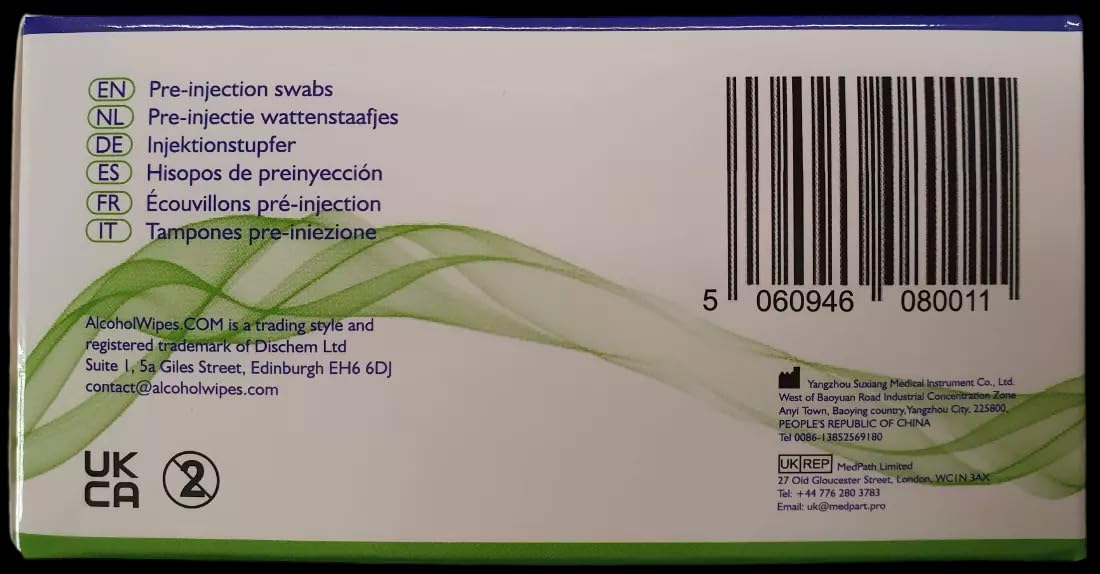 EN Pre-injection swabs
NL Pre-injectie wattenstaafjes
DE Injektionstupfer
ES Hisopos de preinyección
FR Écouvillons pré-injection
IT Tampones pre-iniezione
AlcoholWipes.COM is a trading style and
registered trademark of Dischem Ltd
Suite 1, 5a Giles Street, Edinburgh EH6 6DJ
contact@alcoholwipes.com
UK
CA
2
5 060946 080011
Yangzhou Suxiang Medical Instrument Co., Ltd.
West of Baoyuan Road Industrial Concentration Zone
Anyi Town, Baoying country, Yangzhou City, 225800,
PEOPLE'S REPUBLIC OF CHINA
Tel 0086-13852569180
UK REP MedPath Limited
27 Old Gloucester Street, London, WC1N 3AX
Tel: +44 776 280 3783
Email: uk@medpart.pro